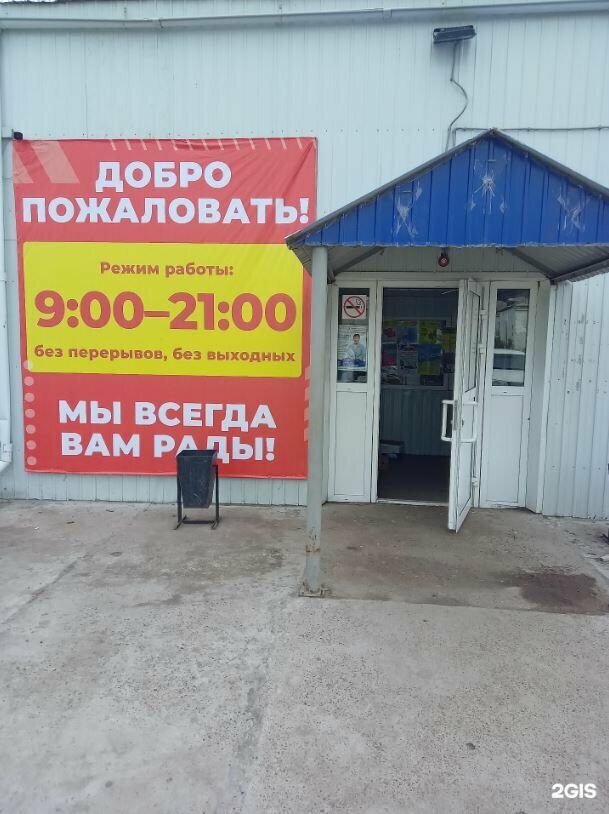 ДОБРО
ПОЖАЛОВАТЬ!
Режим работы:
9:00–21:00
без перерывов, без выходных
МЫ ВСЕГДА
ВАМ РАДЫ!
2GIS